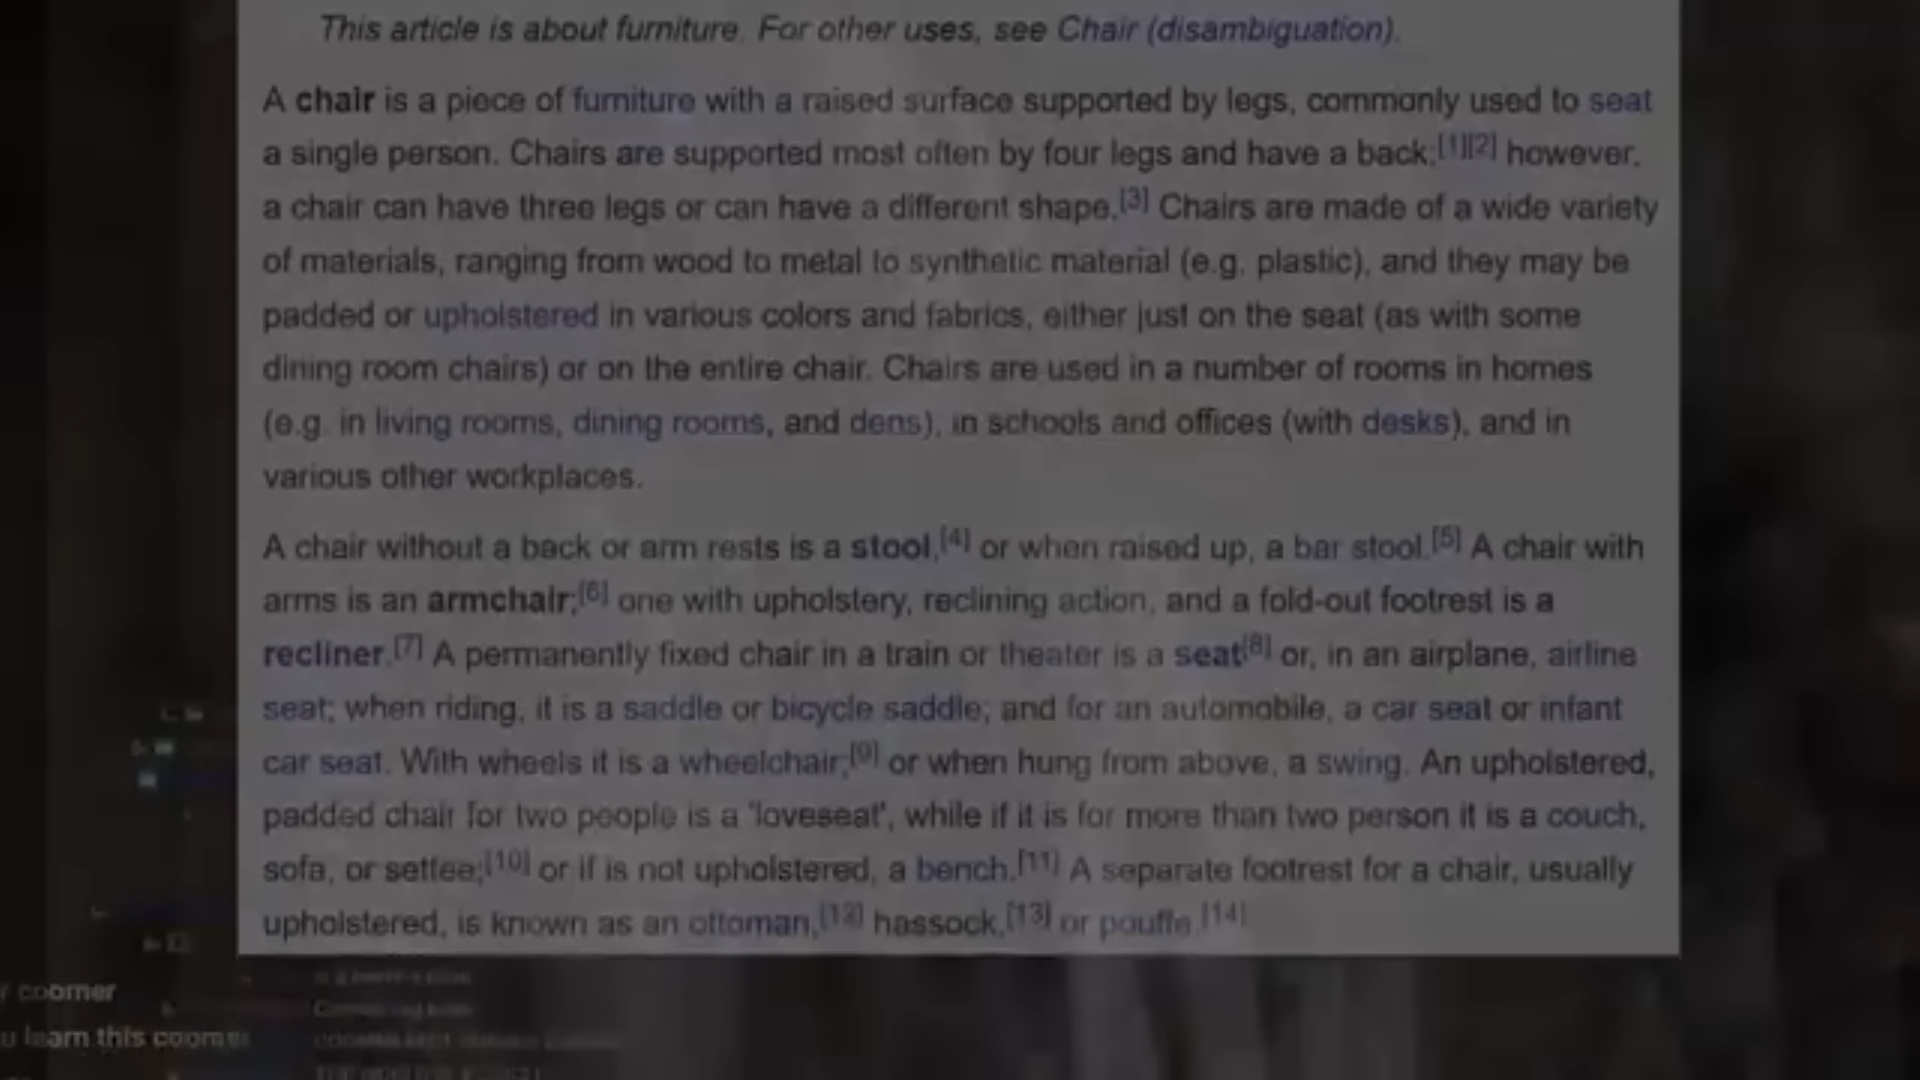 This article is about furniture. For other uses, see Chair (disambiguation).
A chair is a piece of furniture with a raised surface supported by legs, commonly used to seat
a single person. Chairs are supported most often by four legs and have a back;[1][2] however,
a chair can have three legs or can have a different shape.[3] Chairs are made of a wide variety
of materials, ranging from wood to metal to synthetic material (e.g. plastic), and they may be
padded or upholstered in various colors and fabrics, either just on the seat (as with some
dining room chairs) or on the entire chair. Chairs are used in a number of rooms in homes
(e.g. in living rooms, dining rooms, and dens), in schools and offices (with desks), and in
various other workplaces.
A chair without a back or arm rests is a stool,[4] or when raised up, a bar stool.[5] A chair with
arms is an armchair;[6] one with upholstery, reclining action, and a fold-out footrest is a
recliner.[7] A permanently fixed chair in a train or theater is a seat[8] or, in an airplane, airline
seat; when riding, it is a saddle or bicycle saddle; and for an automobile, a car seat or infant
car seat. With wheels it is a wheelchair;[9] or when hung from above, a swing. An upholstered,
padded chair for two people is a 'loveseat', while if it is for more than two person it is a couch,
sofa, or settee;[10] or if is not upholstered, a bench.[11] A separate footrest for a chair, usually
upholstered, is known as an ottoman,[12] hassock,[13] or pouffe.[14]
coomer
learn this coomer